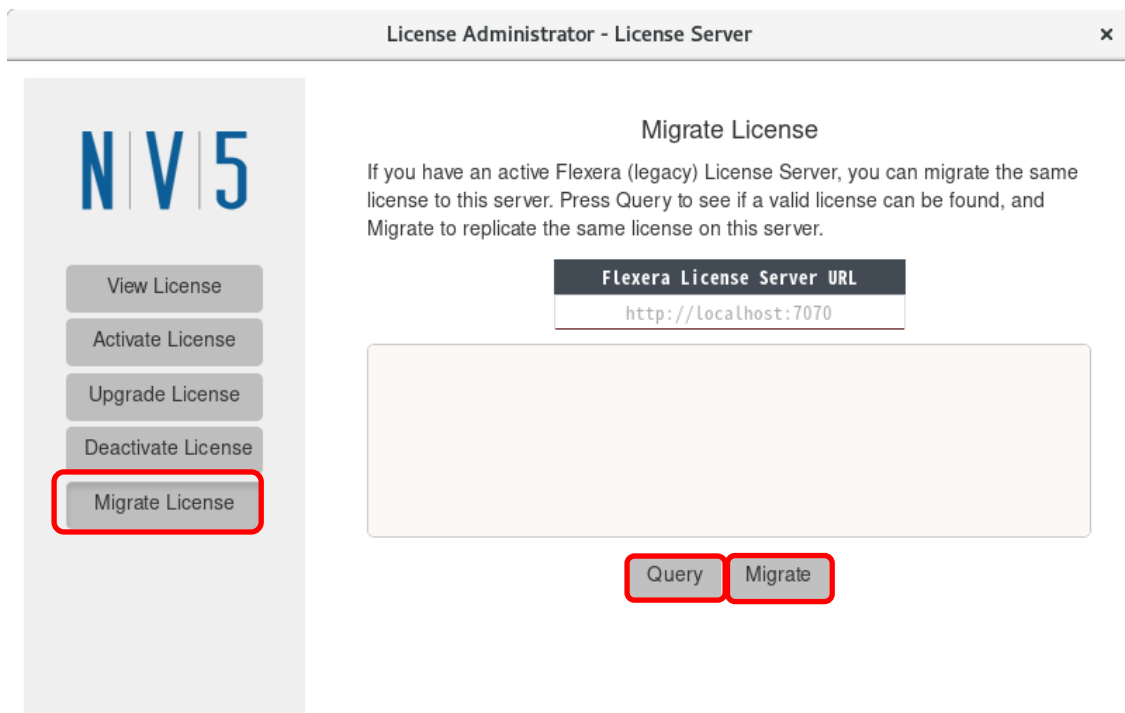 License Administrator - License Server
×
N|V|5
View License
Activate License
Upgrade License
Deactivate License
Migrate License
Migrate License
If you have an active Flexera (legacy) License Server, you can migrate the same
license to this server. Press Query to see if a valid license can be found, and
Migrate to replicate the same license on this server.
Flexera License Server URL
http://localhost:7070
Query
Migrate